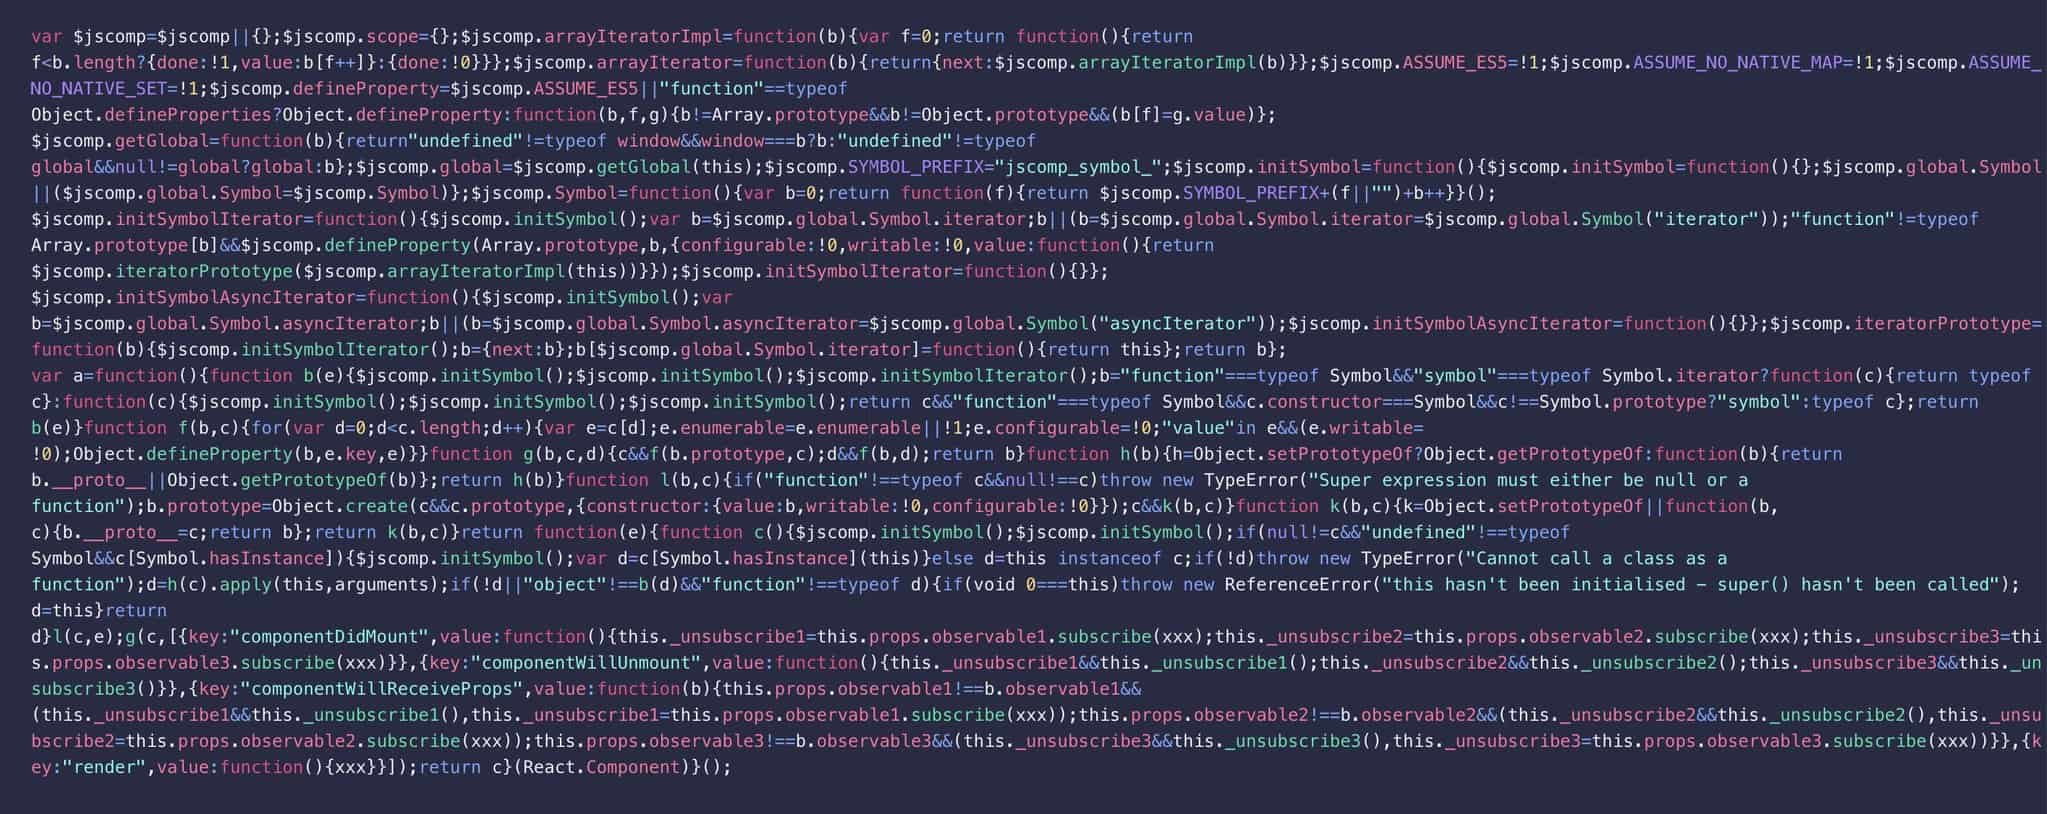 var $jscomp=$jscomp||{};$jscomp.scope={};$jscomp.arrayIteratorImpl=function(b){var f=0;return function(){return
f<b.length?{done:!1,value:b[f++]}:{done:!0}}};$jscomp.arrayIterator=function(b){return{next:$jscomp.arrayIteratorImpl(b)}};$jscomp.ASSUME_ES5=!1;$jscomp.ASSUME_NO_NATIVE_MAP=!1;$jscomp.ASSUME_
NO_NATIVE_SET=!1;$jscomp.defineProperty=$jscomp.ASSUME_ES5||"function"==typeof
Object.defineProperties?Object.defineProperty:function(b,f,g){b!=Array.prototype&&b!=Object.prototype&&(b[f]=g.value)};
$jscomp.getGlobal=function(b){return"undefined"!=typeof window&&window===b?b:"undefined"!=typeof
global&&null!=global?global:b};$jscomp.global=$jscomp.getGlobal(this);$jscomp.SYMBOL_PREFIX="jscomp_symbol_";$jscomp.initSymbol=function(){$jscomp.initSymbol=function(){};$jscomp.global.Symbol
||($jscomp.global.Symbol=$jscomp.Symbol)};$jscomp.Symbol=function(){var b=0;return function(f){return $jscomp.SYMBOL_PREFIX+(f||"")+b++}}();
$jscomp.initSymbolIterator=function(){$jscomp.initSymbol();var b=$jscomp.global.Symbol.iterator;b||(b=$jscomp.global.Symbol.iterator=$jscomp.global.Symbol("iterator"));"function"!=typeof
Array.prototype[b]&&$jscomp.defineProperty(Array.prototype,b,{configurable:!0,writable:!0,value:function(){return
$jscomp.iteratorPrototype($jscomp.arrayIteratorImpl(this))}});$jscomp.initSymbolIterator=function(){}};
$jscomp.initSymbolAsyncIterator=function(){$jscomp.initSymbol();var
b=$jscomp.global.Symbol.asyncIterator;b||(b=$jscomp.global.Symbol.asyncIterator=$jscomp.global.Symbol("asyncIterator"));$jscomp.initSymbolAsyncIterator=function(){}};$jscomp.iteratorPrototype=
function(b){$jscomp.initSymbolIterator();b={next:b};b[$jscomp.global.Symbol.iterator]=function(){return this};return b};
var a=function(){function b(e){$jscomp.initSymbol();$jscomp.initSymbol();$jscomp.initSymbolIterator();b="function"===typeof Symbol&&"symbol"===typeof Symbol.iterator?function(c){return typeof
c}:function(c){$jscomp.initSymbol();$jscomp.initSymbol();$jscomp.initSymbol();return c&&"function"===typeof Symbol&&c.constructor===Symbol&&c!==Symbol.prototype?"symbol":typeof c};return
b(e)}function f(b,c){for(var d=0;d<c.length;d++){var e=c[d];e.enumerable=e.enumerable||!1;e.configurable=!0;"value"in e&&(e.writable=
!0);Object.defineProperty(b,e.key,e)}}function g(b,c,d){c&&f(b.prototype,c);d&&f(b,d);return b}function h(b){h=Object.setPrototypeOf?Object.getPrototypeOf:function(b){return
b.__proto__||Object.getPrototypeOf(b)};return h(b)}function l(b,c){if("function"!==typeof c&&null!==c)throw new TypeError("Super expression must either be null or a
function");b.prototype=Object.create(c&&c.prototype,{constructor:{value:b,writable:!0,configurable:!0}});c&&k(b,c)}function k(b,c){k=Object.setPrototypeOf||function(b,
c){b.__proto__=c;return b};return k(b,c)}return function(e){function c(){$jscomp.initSymbol();$jscomp.initSymbol();if(null!=c&&"undefined"!==typeof
Symbol&&c[Symbol.hasInstance]){$jscomp.initSymbol();var d=c[Symbol.hasInstance](this)}else d=this instanceof c;if(!d)throw new TypeError("Cannot call a class as a
function");d=h(c).apply(this,arguments);if(!d||"object"!==b(d)&&"function"!==typeof d){if(void 0===this)throw new ReferenceError("this hasn't been initialised – super() hasn't been called");
d=this}return
d}l(c,e);g(c,[{key:"componentDidMount",value:function(){this._unsubscribe1=this.props.observable1.subscribe(xxx);this._unsubscribe2=this.props.observable2.subscribe(xxx);this._unsubscribe3=thi
s.props.observable3.subscribe(xxx)}},{key:"componentWillUnmount",value:function(){this._unsubscribe1&&this._unsubscribe1();this._unsubscribe2&&this._unsubscribe2();this._unsubscribe3&&this._un
subscribe3()}},{key:"componentWillReceiveProps",value:function(b){this.props.observable1!==b.observable1&&
(this._unsubscribe1&&this._unsubscribe1(),this._unsubscribe1=this.props.observable1.subscribe(xxx));this.props.observable2!==b.observable2&&(this._unsubscribe2&&this._unsubscribe2(),this._unsu
bscribe2=this.props.observable2.subscribe(xxx));this.props.observable3!==b.observable3&&(this._unsubscribe3&&this._unsubscribe3(),this._unsubscribe3=this.props.observable3.subscribe(xxx))}},{k
ey:"render",value:function(){xxx}}]);return c}(React.Component)}();